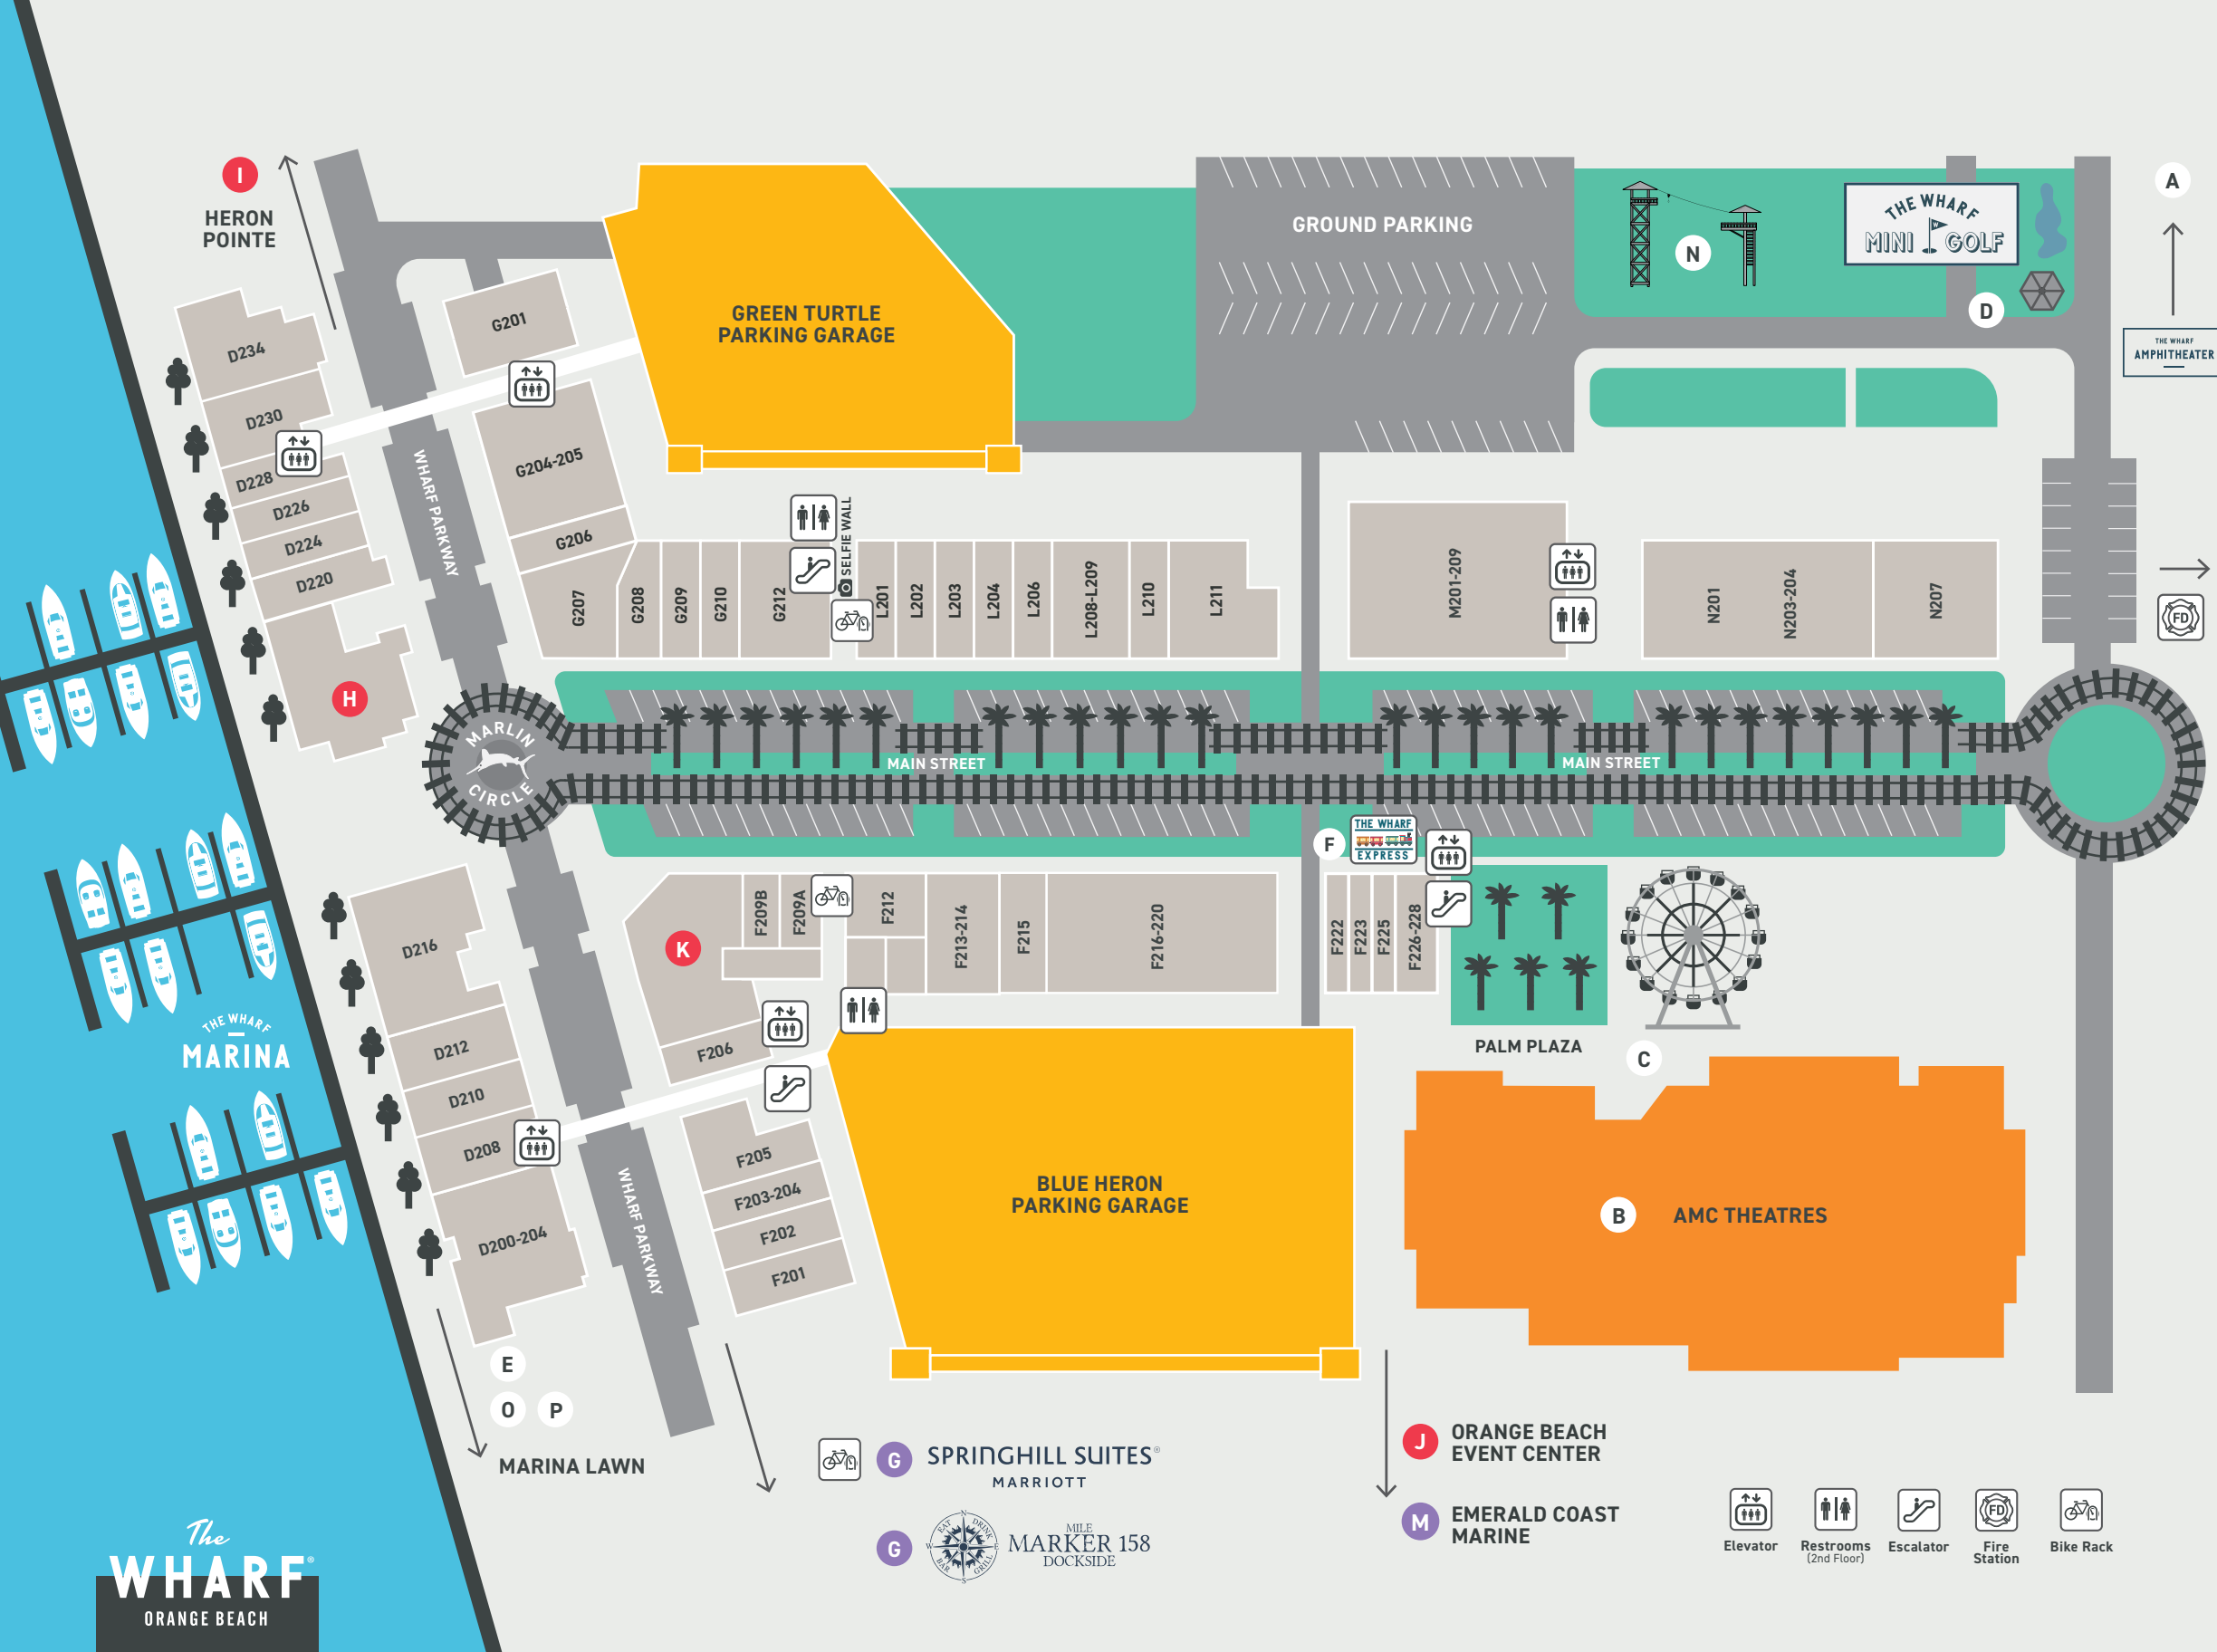 I
HERON
POINTE
GREEN TURTLE
PARKING GARAGE
GROUND PARKING
N
THE WHARF
MINI GOLF
W
D
A
THE WHARF
AMPHITHEATER
FD
G201
D234
D230
D228
D226
D224
D220
H
WHARF PARKWAY
G204-205
G206
G207
G208
G209
G210
G212
SELFIE WALL
L201
L202
L203
L204
L206
L208-L209
L210
L211
M201-209
N201
N203-204
N207
MARLIN
CIRCLE
MAIN STREET
MAIN STREET
F
THE WHARF
EXPRESS
K
F209B
F209A
F212
F213-214
F215
F216-220
F222
F223
F225
F226-228
PALM PLAZA
C
D216
D212
D210
D208
D200-204
F206
F205
F203-204
F202
F201
WHARF PARKWAY
THE WHARF
MARINA
BLUE HERON
PARKING GARAGE
B
AMC THEATRES
E
O
P
MARINA LAWN
G
SPRINGHILL SUITES®
MARRIOTT
G
N
E
S
W
EAT
DRINK
BAR
GRILL
MILE
MARKER 158
DOCKSIDE
J
ORANGE BEACH
EVENT CENTER
M
EMERALD COAST
MARINE
Elevator
Restrooms
(2nd Floor)
Escalator
FD
Fire
Station
Bike Rack
The
WHARF®
ORANGE BEACH